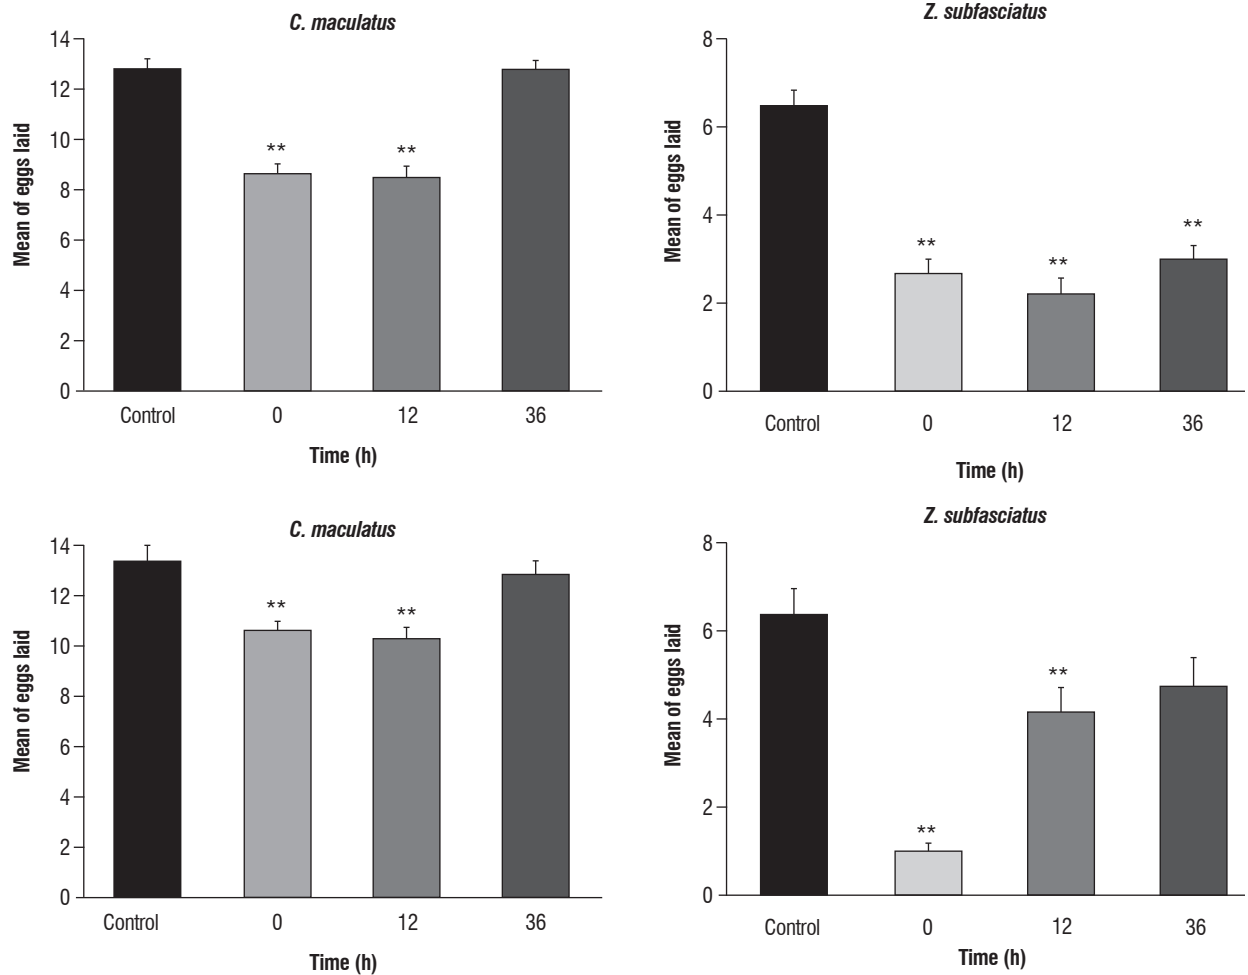 C. maculatus
14
12
10
8
6
4
2
0
Mean of eggs laid
**
**
Control 0 12 36
Time (h)
Z. subfasciatus
8
6
4
2
0
Mean of eggs laid
**
**
**
Control 0 12 36
Time (h)
C. maculatus
14
12
10
8
6
4
2
0
Mean of eggs laid
**
**
Control 0 12 36
Time (h)
Z. subfasciatus
8
6
4
2
0
Mean of eggs laid
**
**
Control 0 12 36
Time (h)